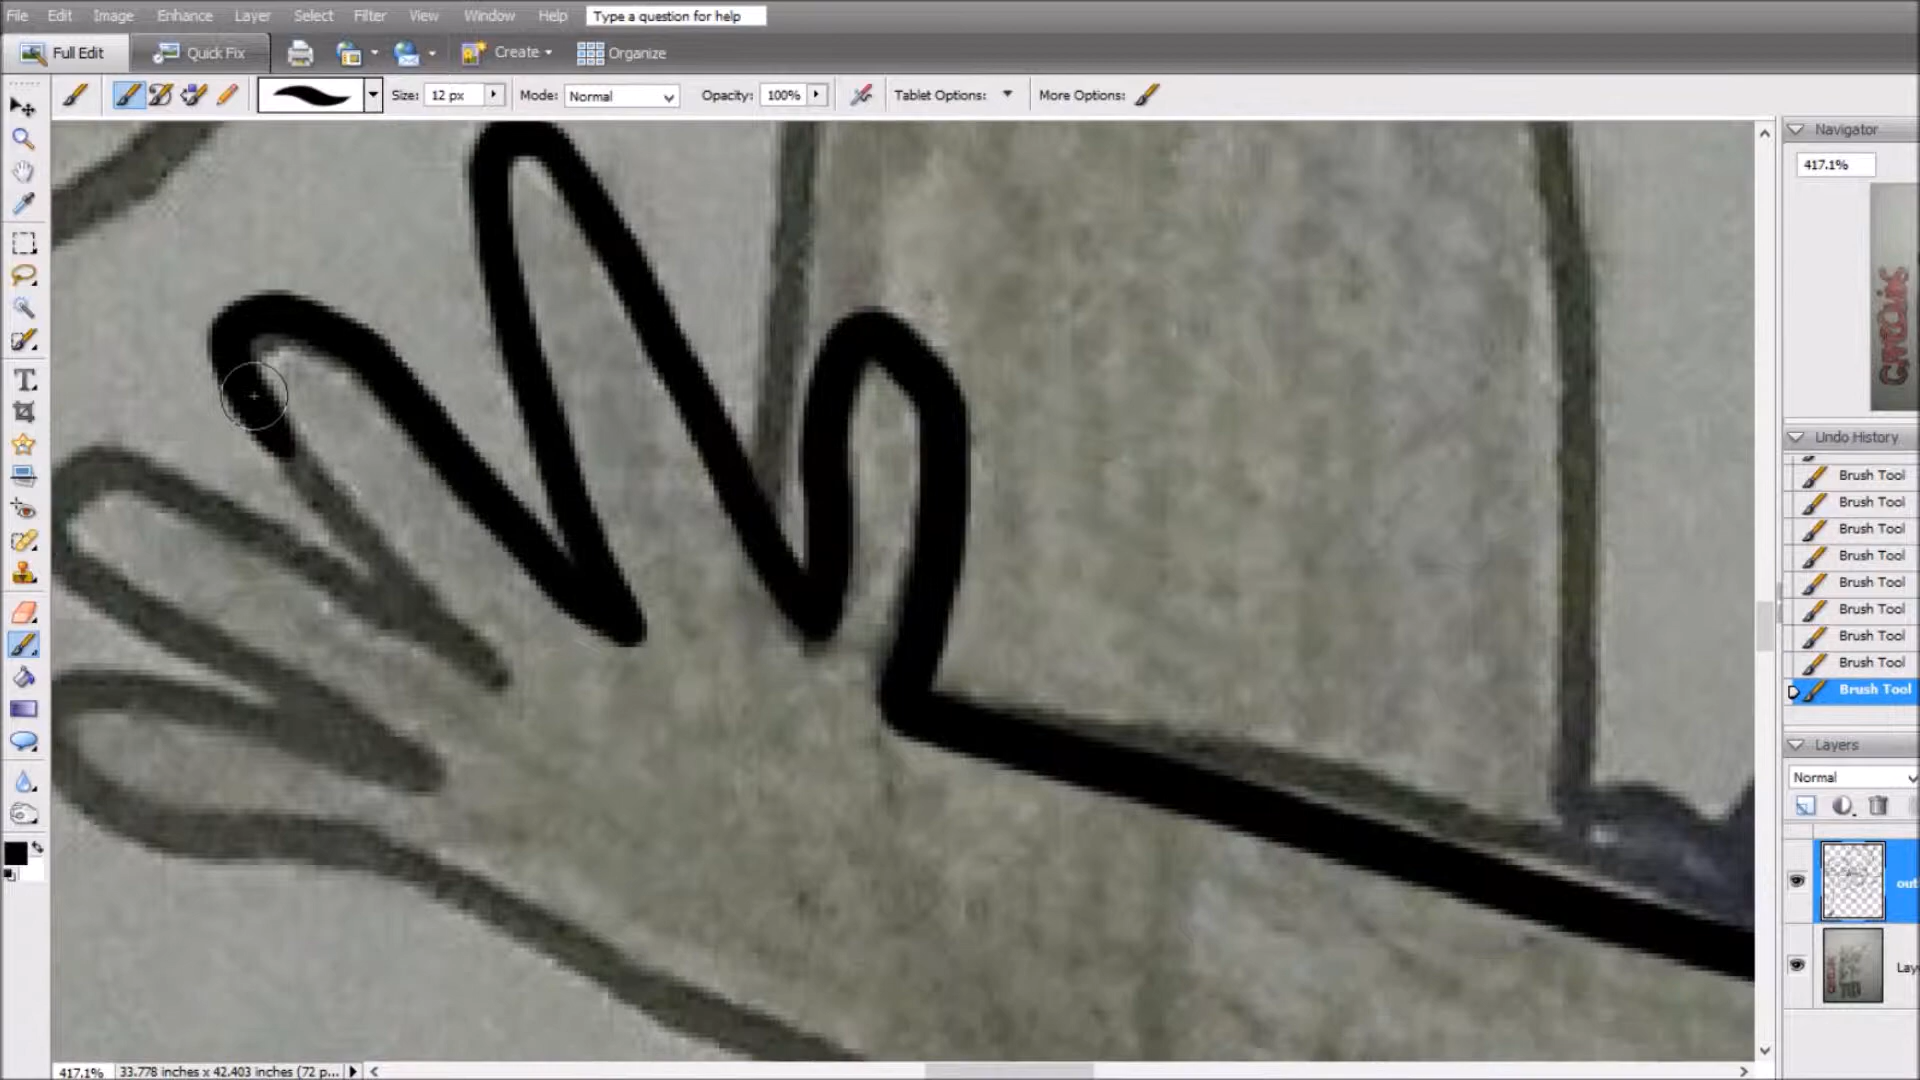 File Edit Image Enhance Layer Select Filter View Window Help Type a question for help
Full Edit Quick Fix Create Organize
Size: 12 px Mode: Normal Opacity: 100% Tablet Options: More Options:
Navigator
417.1%
Undo History
Brush Tool
Brush Tool
Brush Tool
Brush Tool
Brush Tool
Brush Tool
Brush Tool
Brush Tool
Brush Tool
Layers
Normal
out
Lay
417.1% 33.778 inches x 42.403 inches (72 p...